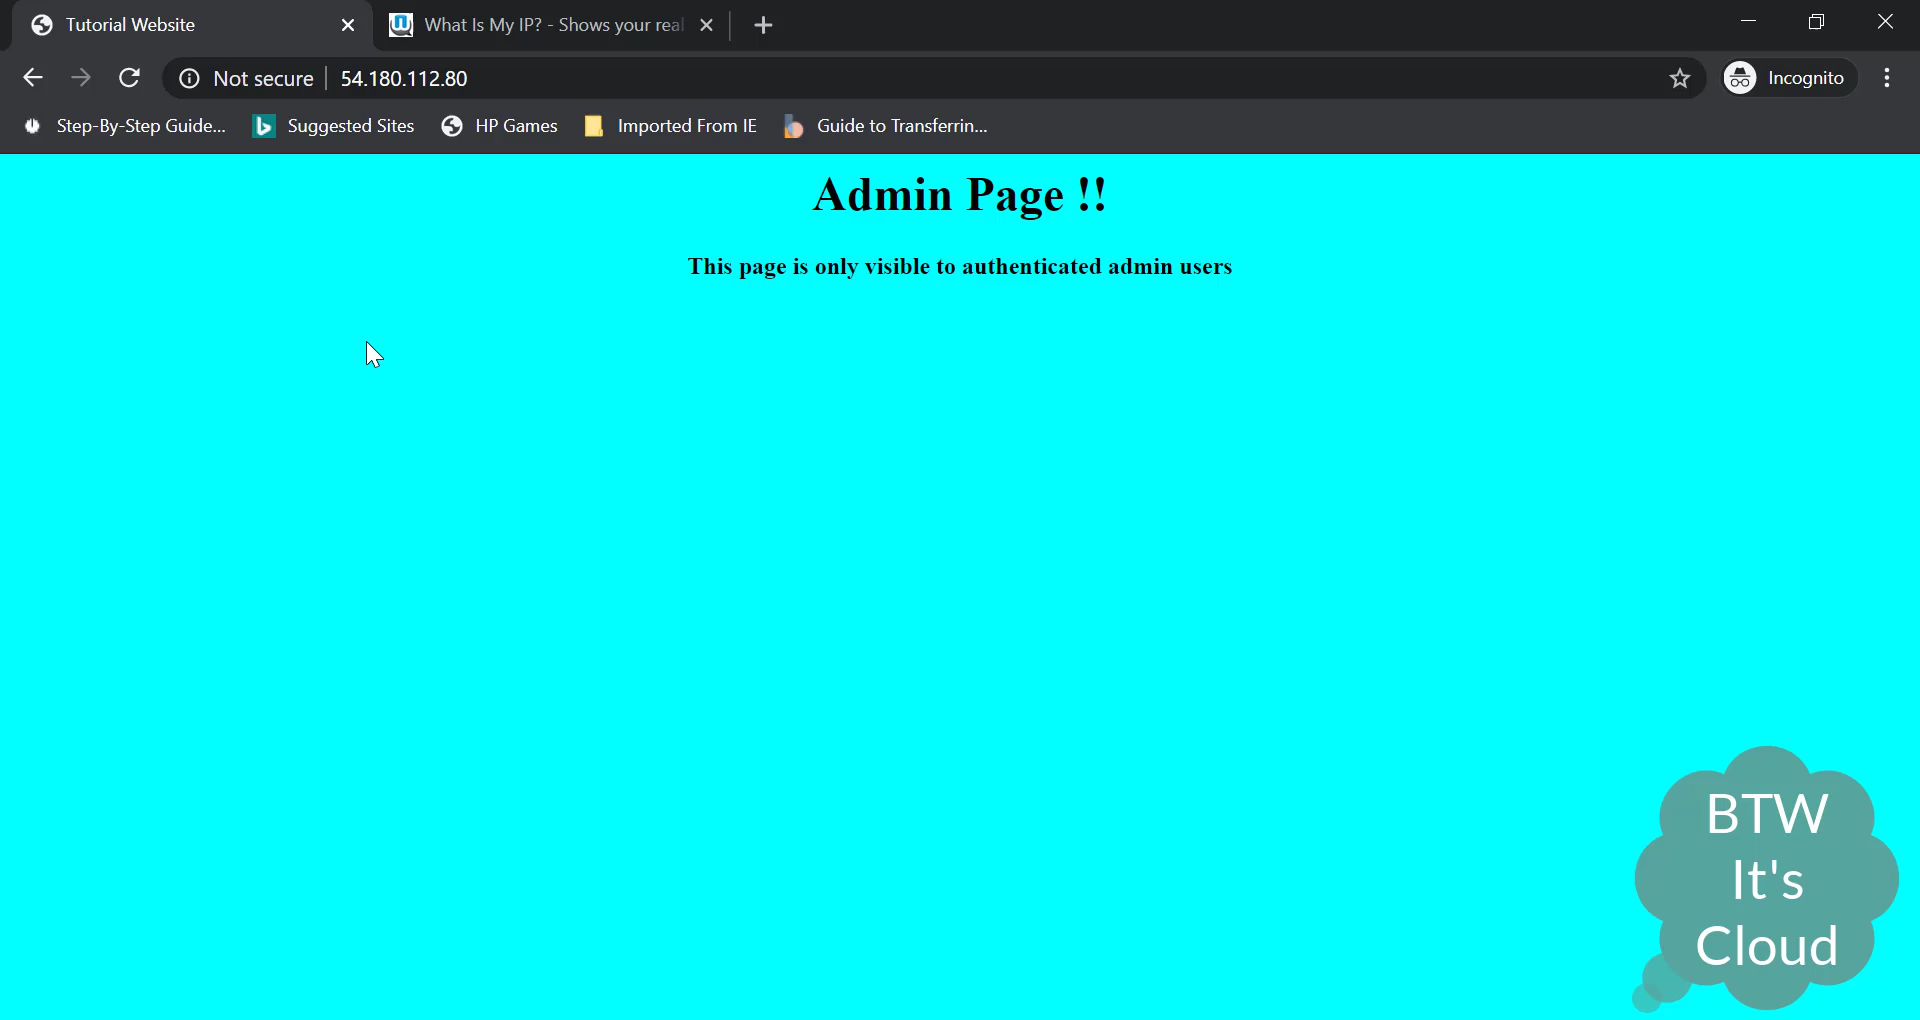 Tutorial Website
What Is My IP? - Shows your real
Not secure
54.180.112.80
Incognito
Step-By-Step Guide...
Suggested Sites
HP Games
Imported From IE
Guide to Transferrin...
Admin Page !!
This page is only visible to authenticated admin users
BTW
It's
Cloud